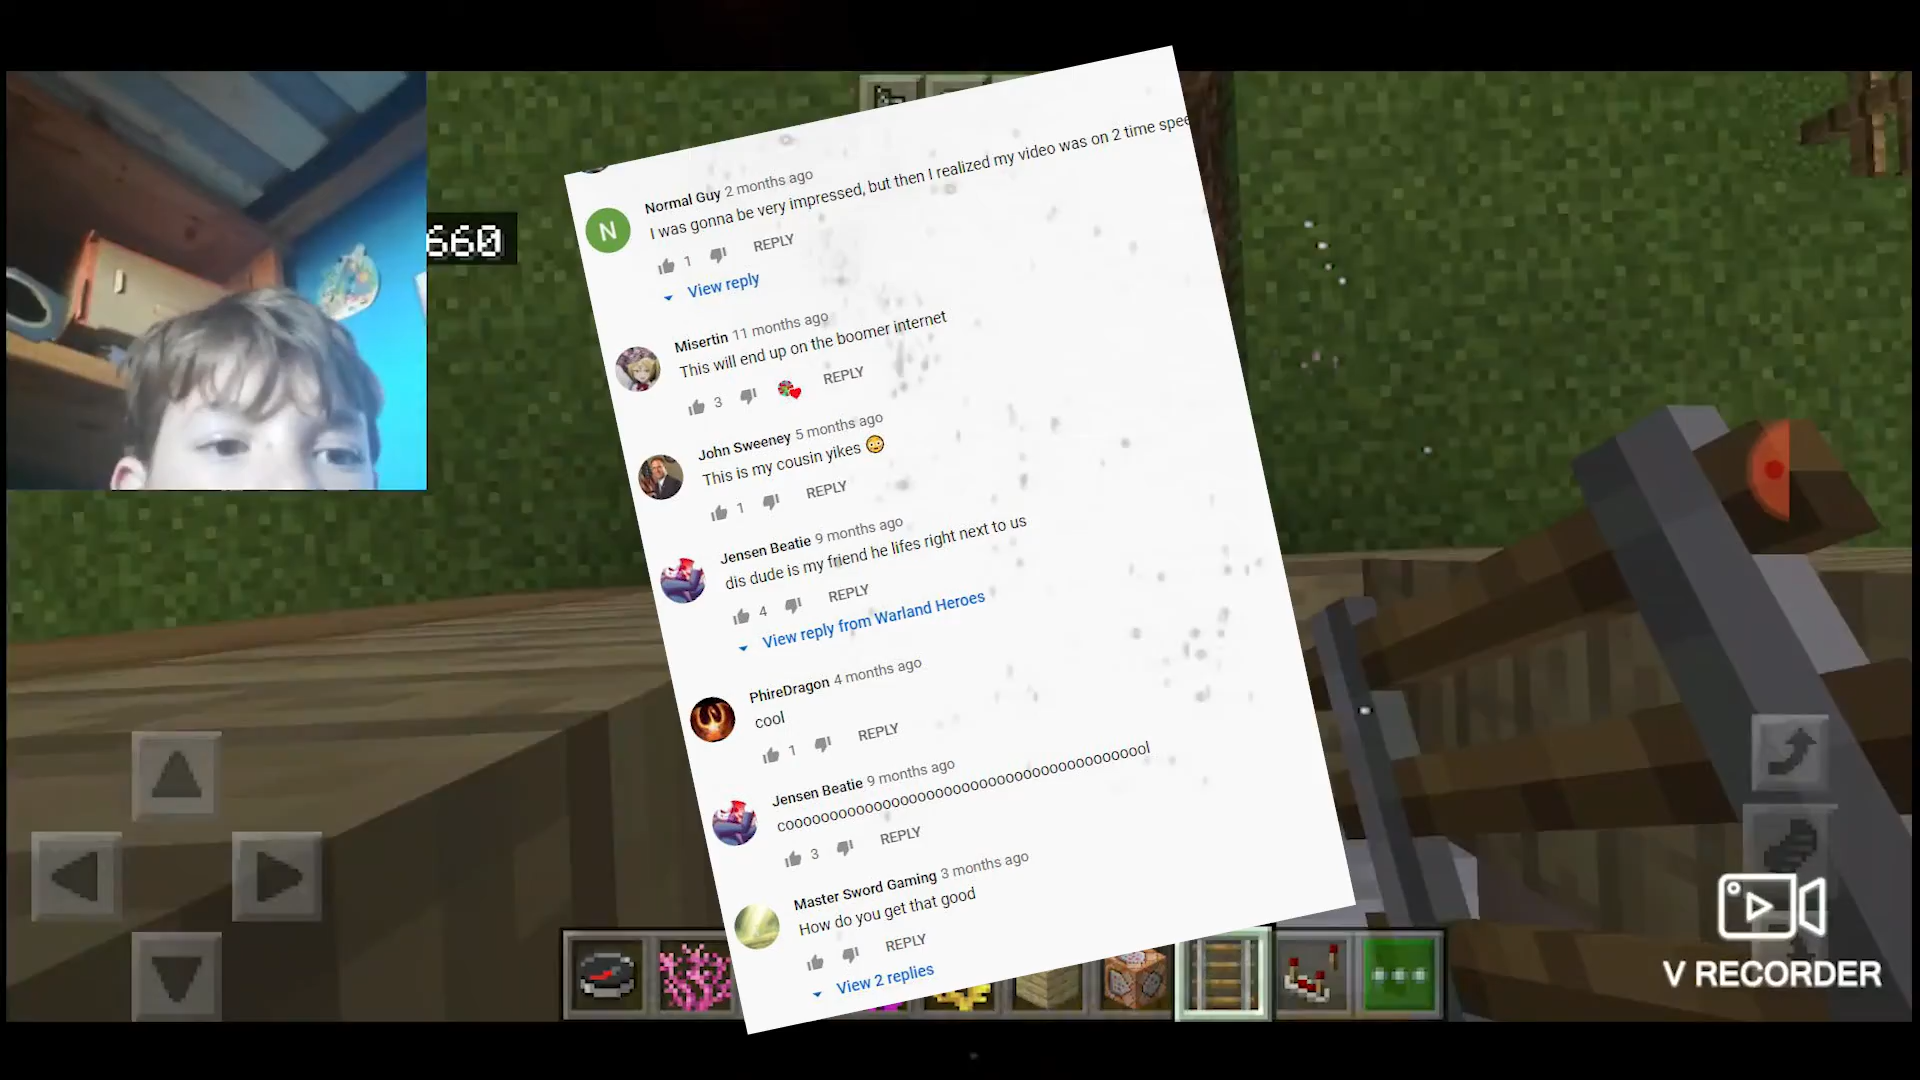 660
Normal Guy 2 months ago
I was gonna be very impressed, but then I realized my video was on 2 time
N
1 REPLY
View reply
Misertin 11 months ago
This will end up on the boomer internet
3 REPLY
John Sweeney 5 months ago
This is my cousin yikes 😳
1 REPLY
Jensen Beatie 9 months ago
dis dude is my friend he lifes right next to us
4 REPLY
View reply from Warland Heroes
PhireDragon 4 months ago
cool
1 REPLY
Jensen Beatie 9 months ago
3 REPLY
Master Sword Gaming 3 months ago
How do you get that good
REPLY
View 2 replies
V RECORDER